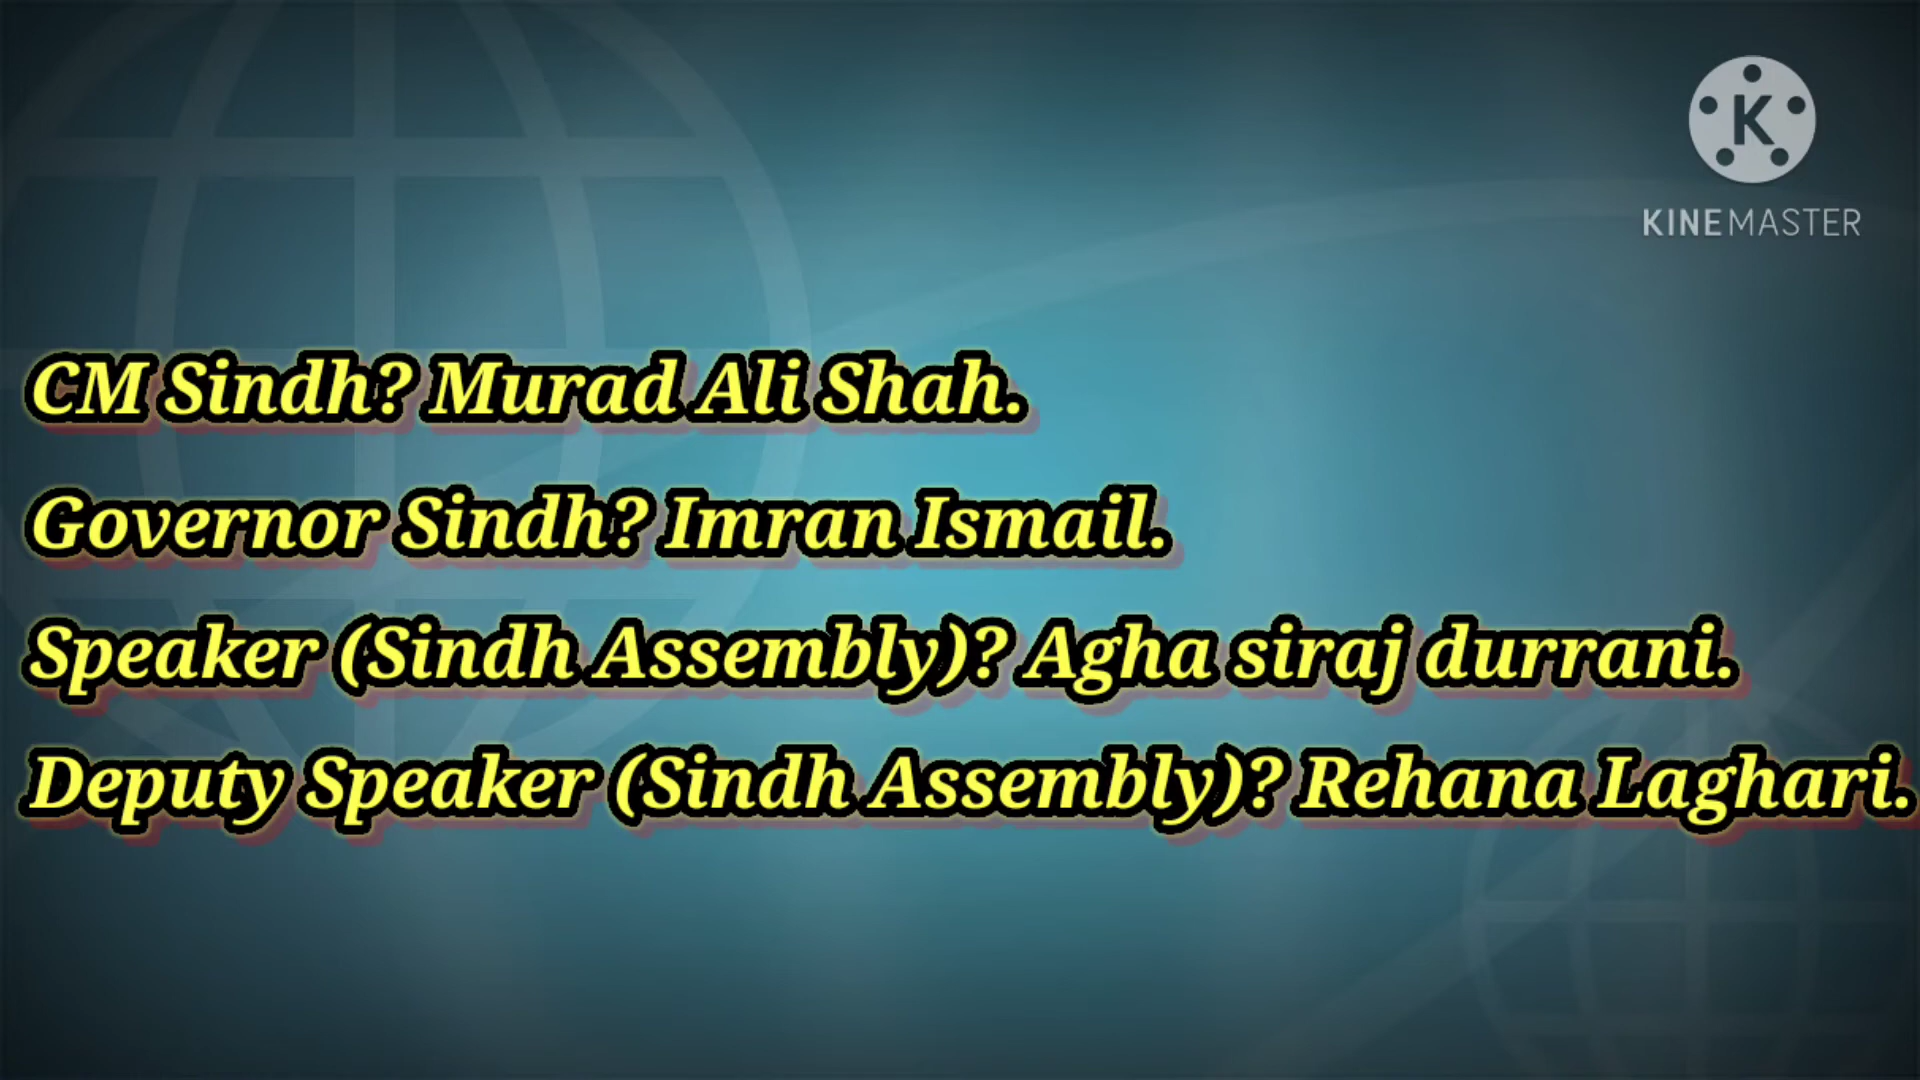 KINEMASTER
CM Sindh? Murad Ali Shah.
Governor Sindh? Imran Ismail.
Speaker (Sindh Assembly)? Agha siraj durrani.
Deputy Speaker (Sindh Assembly)? Rehana Laghari.